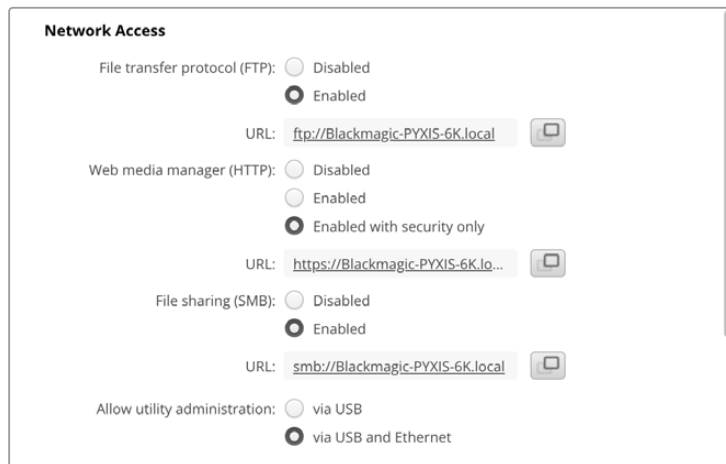 Network Access
File transfer protocol (FTP): Disabled
Enabled
URL: ftp://Blackmagic-PYXIS-6K.local
Web media manager (HTTP): Disabled
Enabled
Enabled with security only
URL: https://Blackmagic-PYXIS-6K.lo...
File sharing (SMB): Disabled
Enabled
URL: smb://Blackmagic-PYXIS-6K.local
Allow utility administration: via USB
via USB and Ethernet